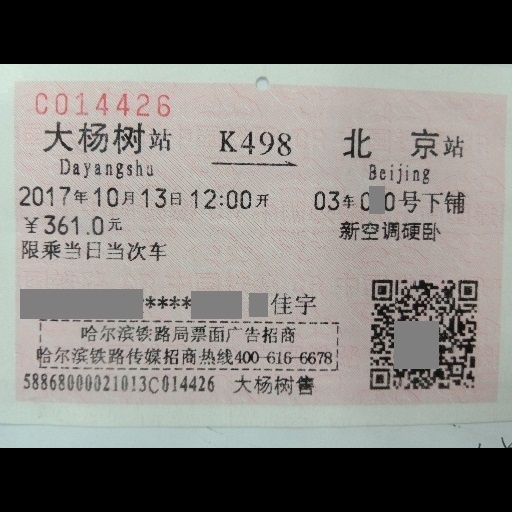 C014426
大杨树站 K498 北京站
Dayangshu Beijing
2017年10月13日12:00开 03车00号下铺
￥361.0元 新空调硬卧
限乘当日当次车
****佳宇
哈尔滨铁路局票面广告招商
哈尔滨铁路传媒招商热线400-616-6678
58868000021013C014426 大杨树售